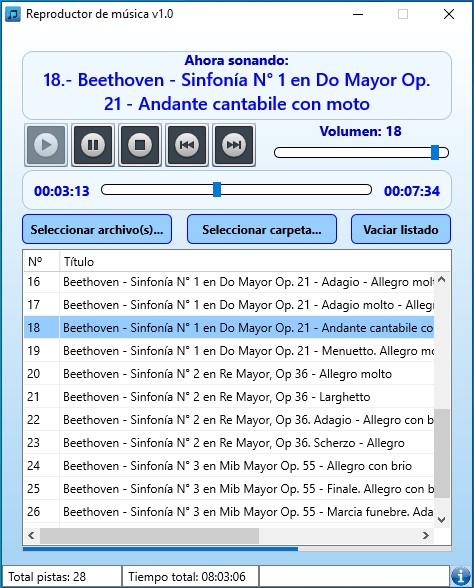 Reproductor de música v1.0
Ahora sonando:
18.- Beethoven - Sinfonía N° 1 en Do Mayor Op.
21 - Andante cantabile con moto
Volumen: 18
00:03:13
00:07:34
Seleccionar archivo(s)...
Seleccionar carpeta...
Vaciar listado
Nº Título
16 Beethoven - Sinfonía N° 1 en Do Mayor Op. 21 - Adagio - Allegro
17 Beethoven - Sinfonía N° 1 en Do Mayor Op. 21 - Adagio molto -
18 Beethoven - Sinfonía N° 1 en Do Mayor Op. 21 - Andante cantabile co
19 Beethoven - Sinfonía N° 1 en Do Mayor Op. 21 - Menuetto. Allegro
20 Beethoven - Sinfonía N° 2 en Re Mayor, Op 36 - Allegro molto
21 Beethoven - Sinfonía N° 2 en Re Mayor, Op 36 - Larghetto
22 Beethoven - Sinfonía N° 2 en Re Mayor, Op 36. Adagio - Allegro con
23 Beethoven - Sinfonía N° 2 en Re Mayor, Op 36. Scherzo - Allegro
24 Beethoven - Sinfonía N° 3 en Mib Mayor Op. 55 - Allegro con brio
25 Beethoven - Sinfonía N° 3 en Mib Mayor Op. 55 - Finale. Allegro
26 Beethoven - Sinfonía N° 3 en Mib Mayor Op. 55 - Marcia funebre. Ada
Total pistas: 28
Tiempo total: 08:03:06